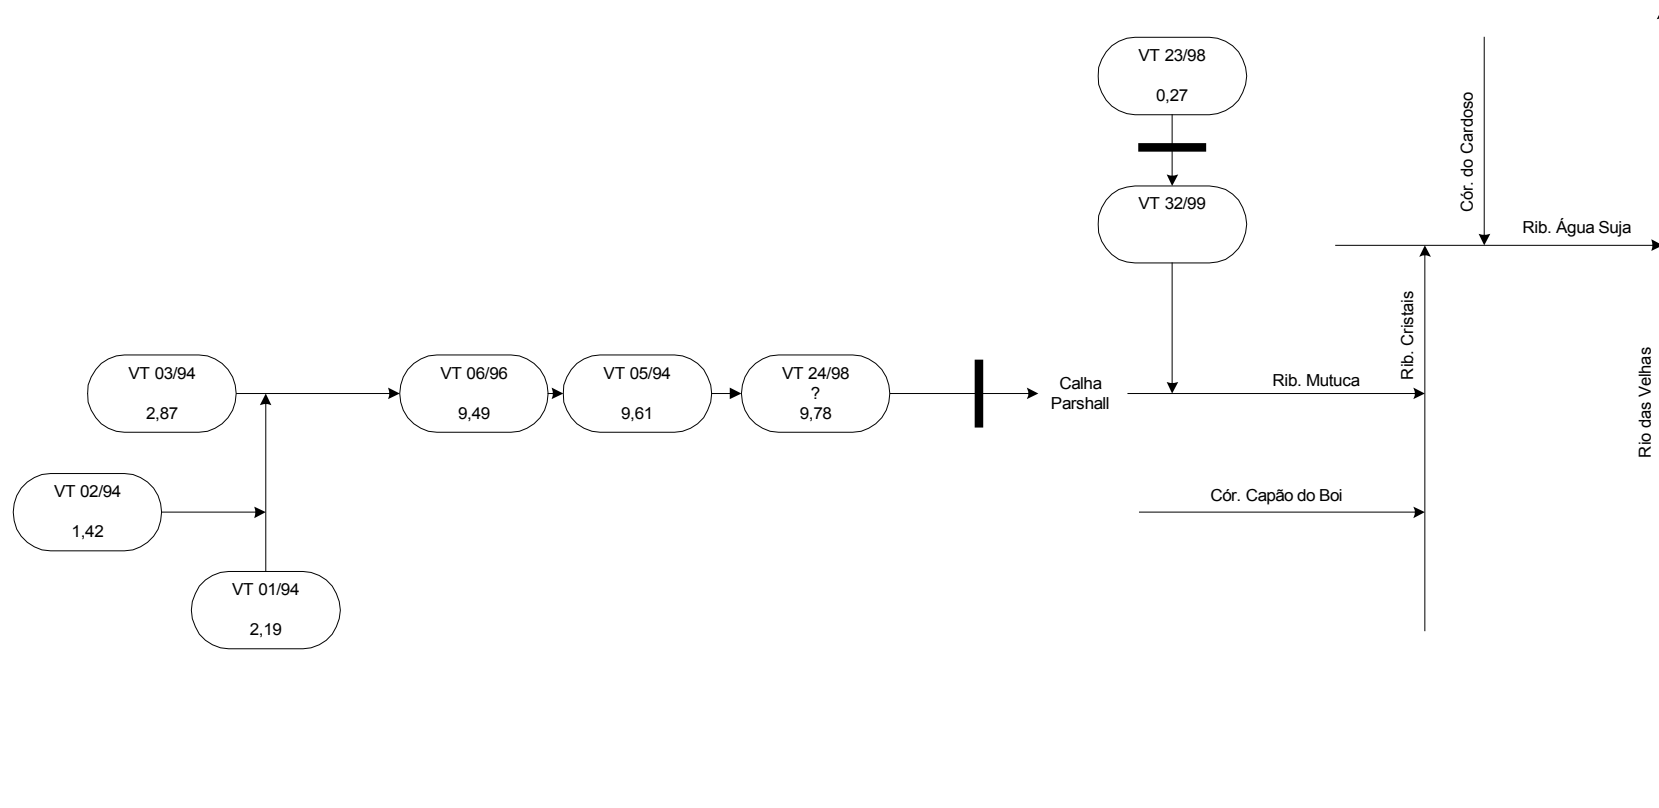 VT 23/98
0,27
VT 32/99
Cór. do Cardoso
Rib. Água Suja
Rib. Cristais
Rio das Velhas
VT 03/94
2,87
VT 06/96
9,49
VT 05/94
9,61
VT 24/98
?
9,78
Calha
Parshall
Rib. Mutuca
VT 02/94
1,42
Cór. Capão do Boi
VT 01/94
2,19